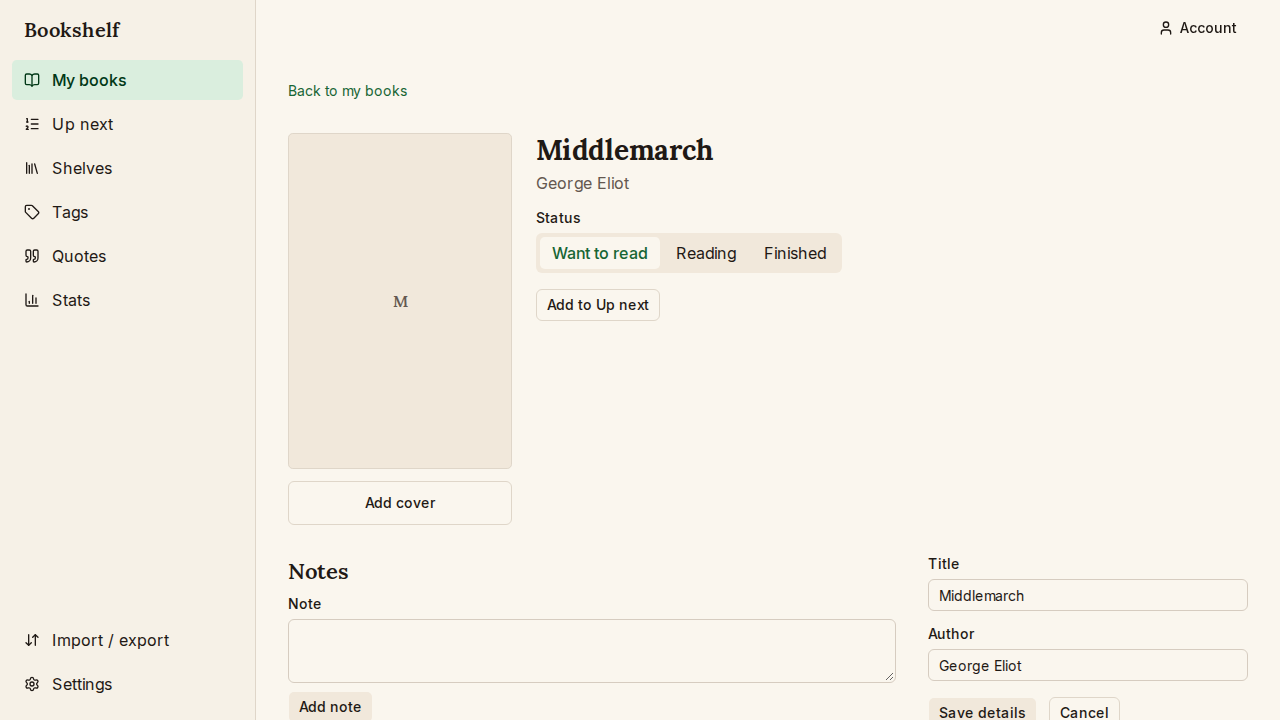 Bookshelf
My books
Up next
Shelves
Tags
Quotes
Stats
Import / export
Settings
Account
Back to my books
M
Add cover
Middlemarch
George Eliot
Status
Want to read
Reading
Finished
Add to Up next
Notes
Note
Add note
Title
Middlemarch
Author
George Eliot
Save details
Cancel